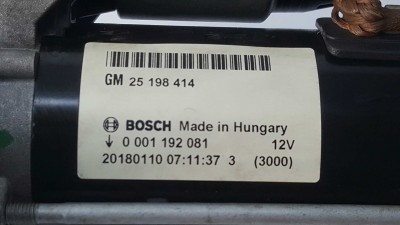 GM 25 198 414
BOSCH Made in Hungary
↓ 0 001 192 081 12V
20180110 07:11:37 3 (3000)